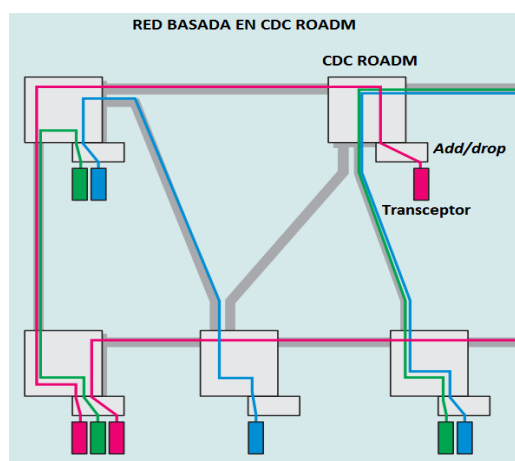 RED BASADA EN CDC ROADM
CDC ROADM
Add/drop
Transceptor